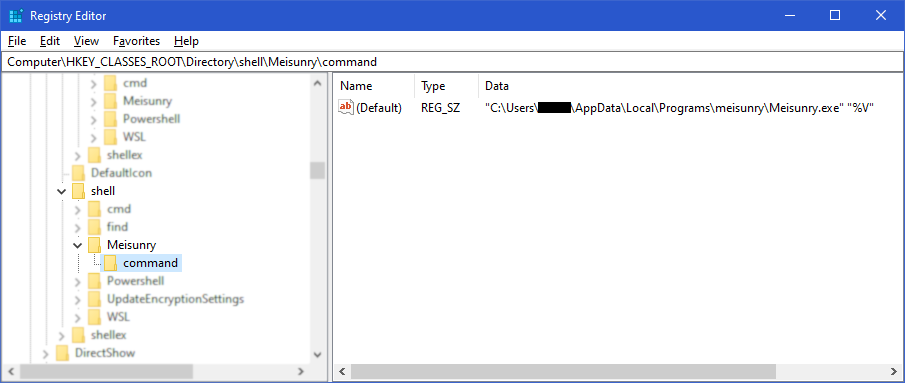 Registry Editor
File Edit View Favorites Help
Computer\HKEY_CLASSES_ROOT\Directory\shell\Meisunry\command
cmd
Meisunry
Powershell
WSL
shellex
DefaultIcon
shell
cmd
find
Meisunry
command
Powershell
UpdateEncryptionSettings
WSL
shellex
DirectShow
Name Type Data
ab (Default) REG_SZ "C:\Users\ \AppData\Local\Programs\meisunry\Meisunry.exe" "%V"